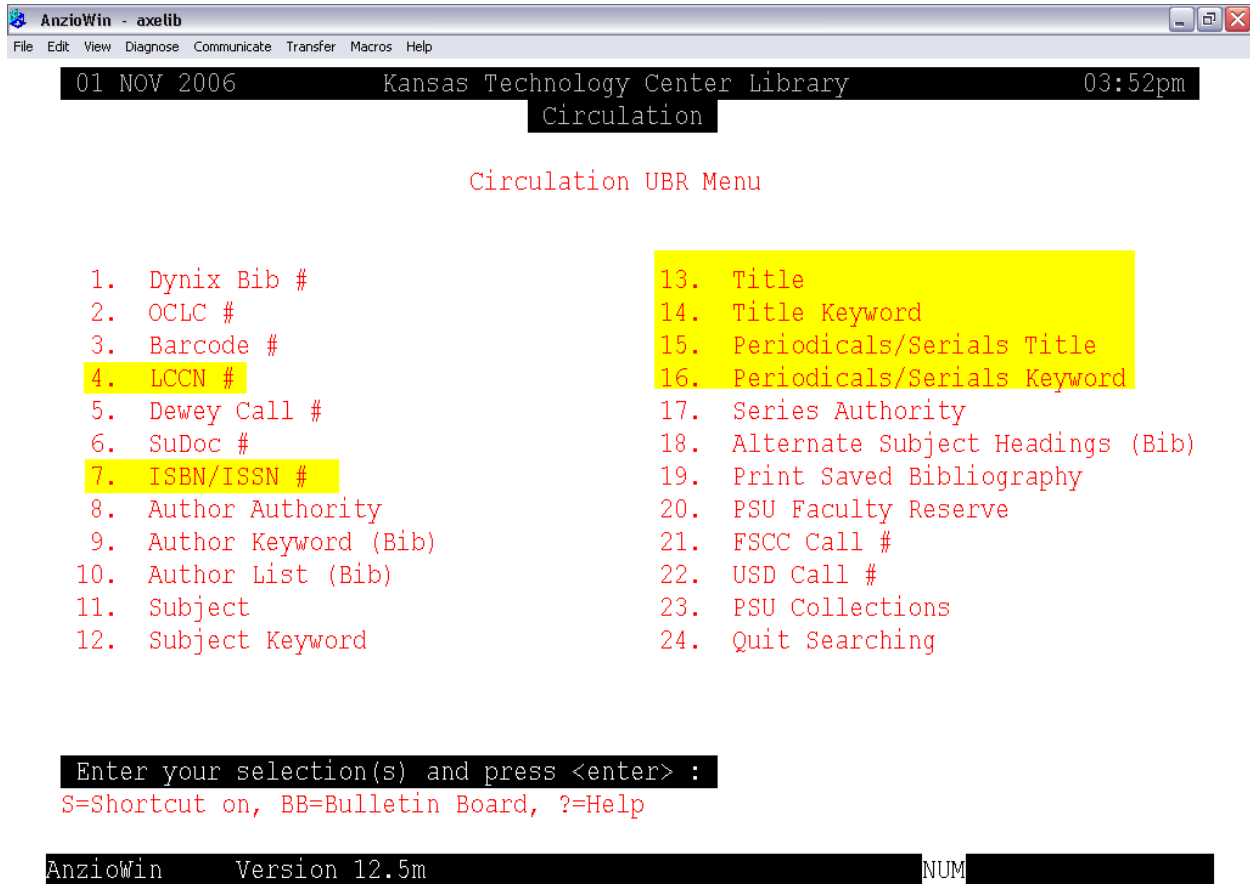 AnzioWin - axelib
File Edit View Diagnose Communicate Transfer Macros Help
01 NOV 2006 Kansas Technology Center Library 03:52pm
Circulation
Circulation UBR Menu
1. Dynix Bib #
2. OCLC #
3. Barcode #
4. LCCN #
5. Dewey Call #
6. SuDoc #
7. ISBN/ISSN #
8. Author Authority
9. Author Keyword (Bib)
10. Author List (Bib)
11. Subject
12. Subject Keyword
13. Title
14. Title Keyword
15. Periodicals/Serials Title
16. Periodicals/Serials Keyword
17. Series Authority
18. Alternate Subject Headings (Bib)
19. Print Saved Bibliography
20. PSU Faculty Reserve
21. FSCC Call #
22. USD Call #
23. PSU Collections
24. Quit Searching
Enter your selection(s) and press <enter> :
S=Shortcut on, BB=Bulletin Board, ?=Help
AnzioWin Version 12.5m NUM